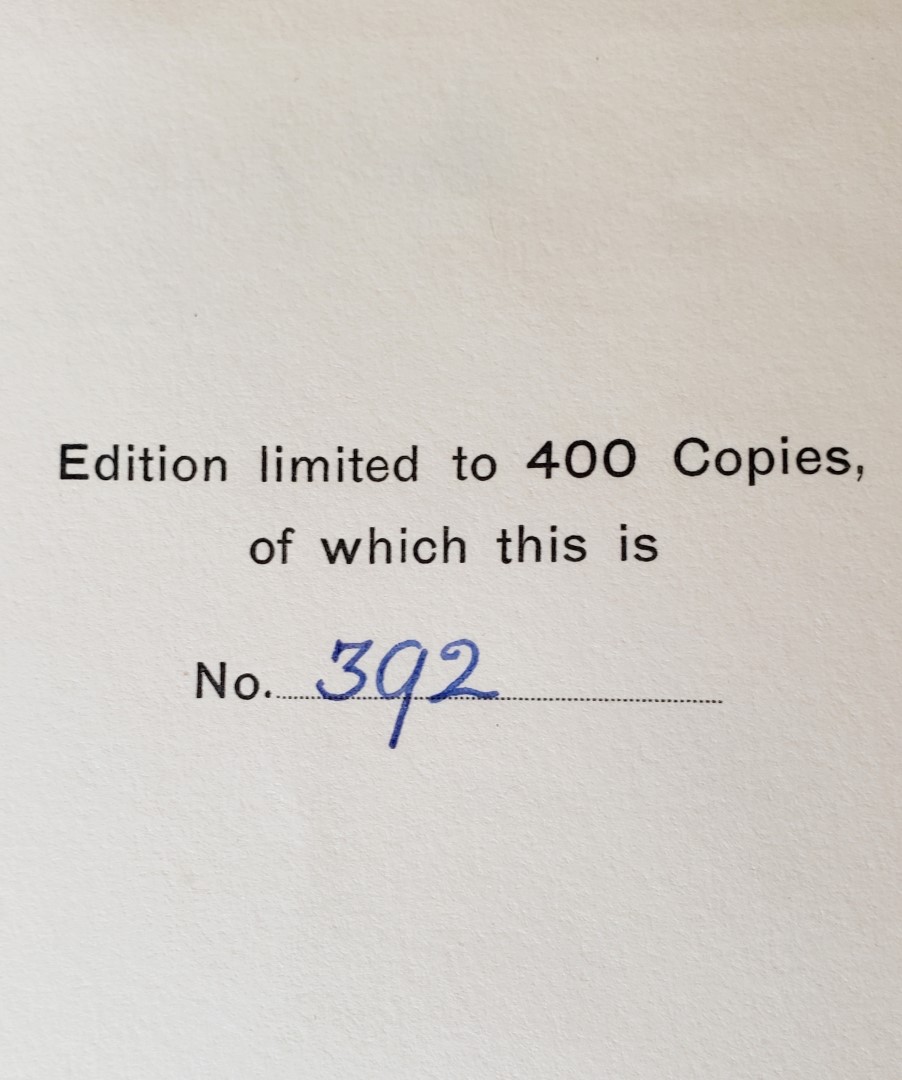 Edition limited to 400 Copies,
of which this is
No. 392